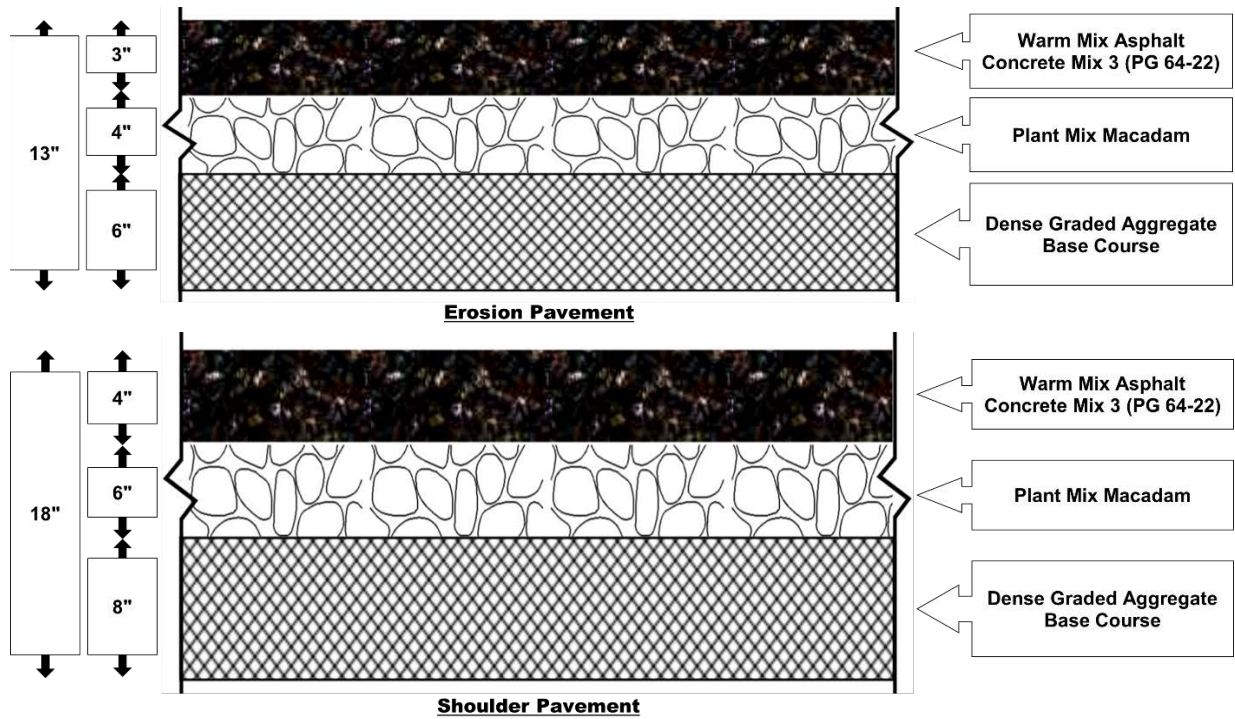 13"
3"
4"
6"
Warm Mix Asphalt
Concrete Mix 3 (PG 64-22)
Plant Mix Macadam
Dense Graded Aggregate
Base Course
Erosion Pavement
18"
4"
6"
8"
Warm Mix Asphalt
Concrete Mix 3 (PG 64-22)
Plant Mix Macadam
Dense Graded Aggregate
Base Course
Shoulder Pavement